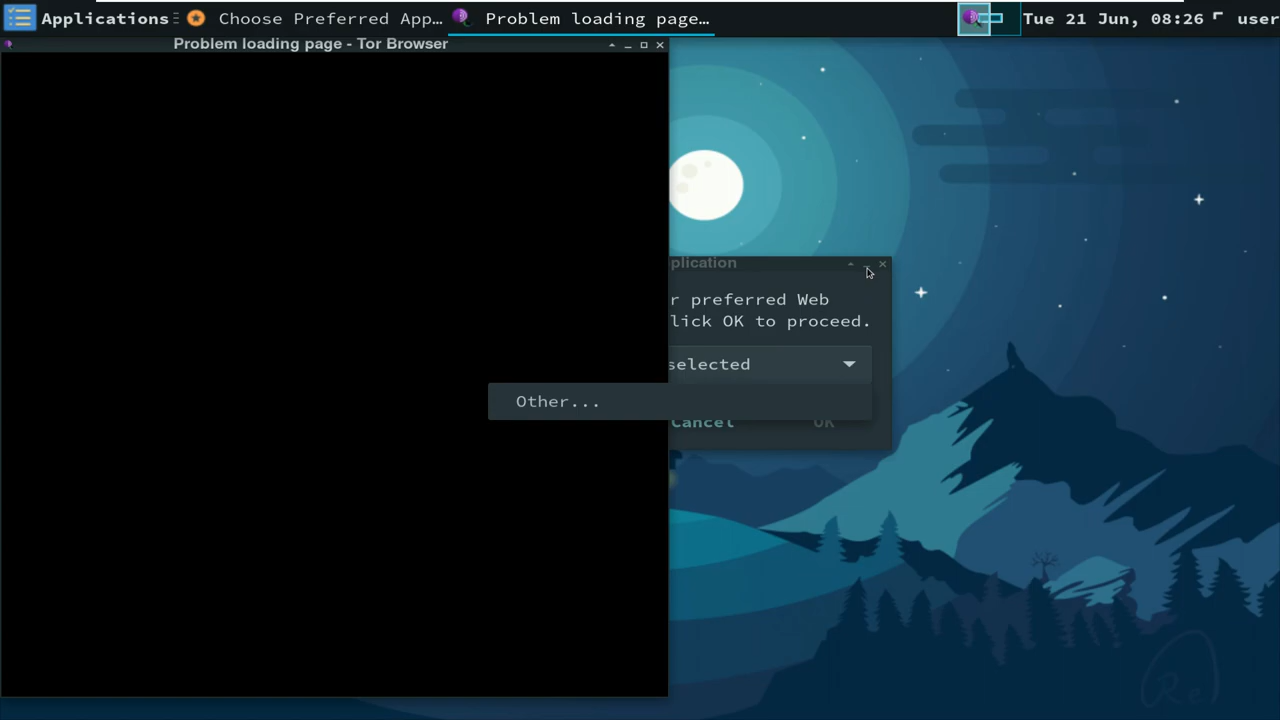 Applications
Choose Preferred App…
Problem loading page…
Tue 21 Jun, 08:26
user
Problem loading page - Tor Browser
plication
r preferred Web
lick OK to proceed.
selected
Other...
Cancel
OK
Re